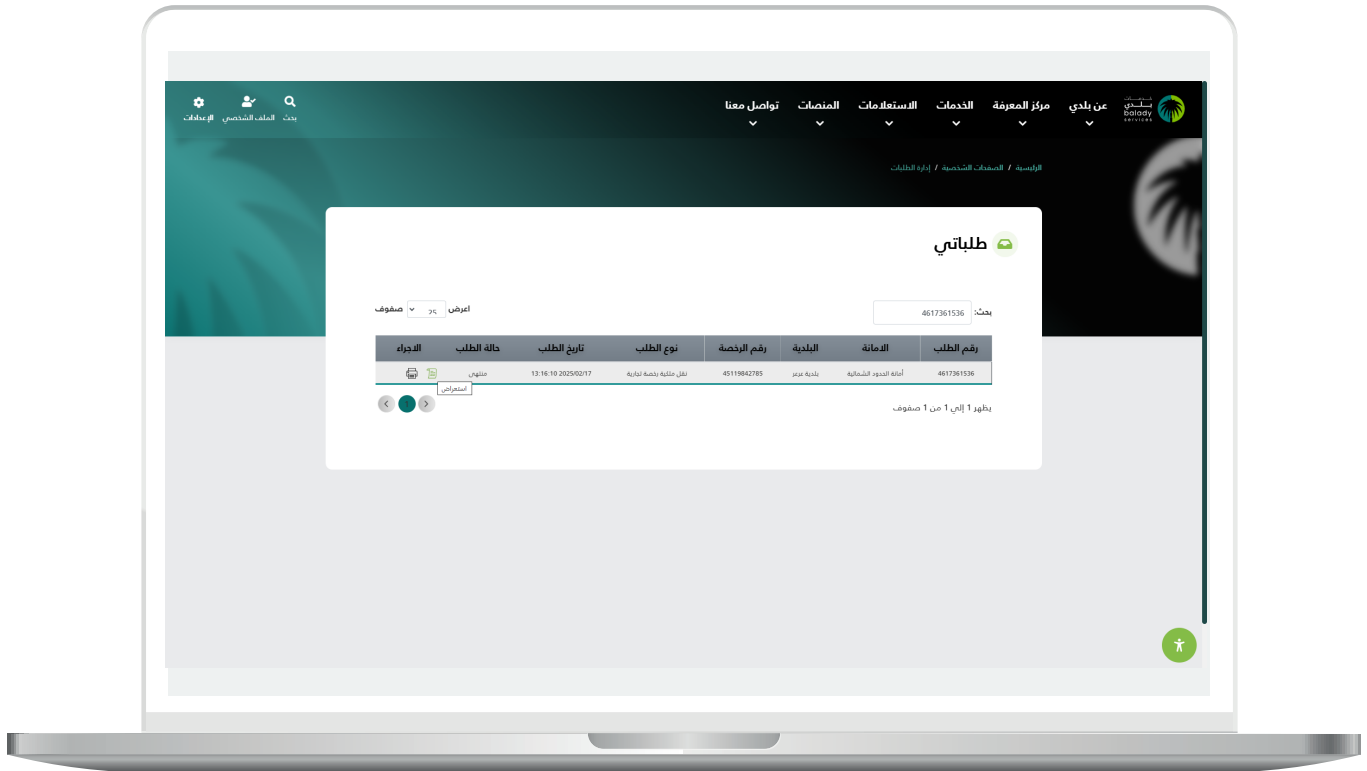 خدمات
بلدي
balady
services
عن بلدي
مركز المعرفة
الخدمات
الاستعلامات
المنصات
تواصل معنا
بحث
الملف الشخصي
الإعدادات
الرئيسية / الصفحات الشخصية / إدارة الطلبات
طلباتي
بحث: 4617361536
اعرض 25 صفوف
رقم الطلب الامانة البلدية رقم الرخصة نوع الطلب تاريخ الطلب حالة الطلب الاجراء
4617361536 أمانة الحدود الشمالية بلدية عرعر 45119842785 نقل ملكية رخصة تجارية 2025/02/17 13:16:10 منتهي
استعراض
يظهر 1 إلى 1 من 1 صفوف
1